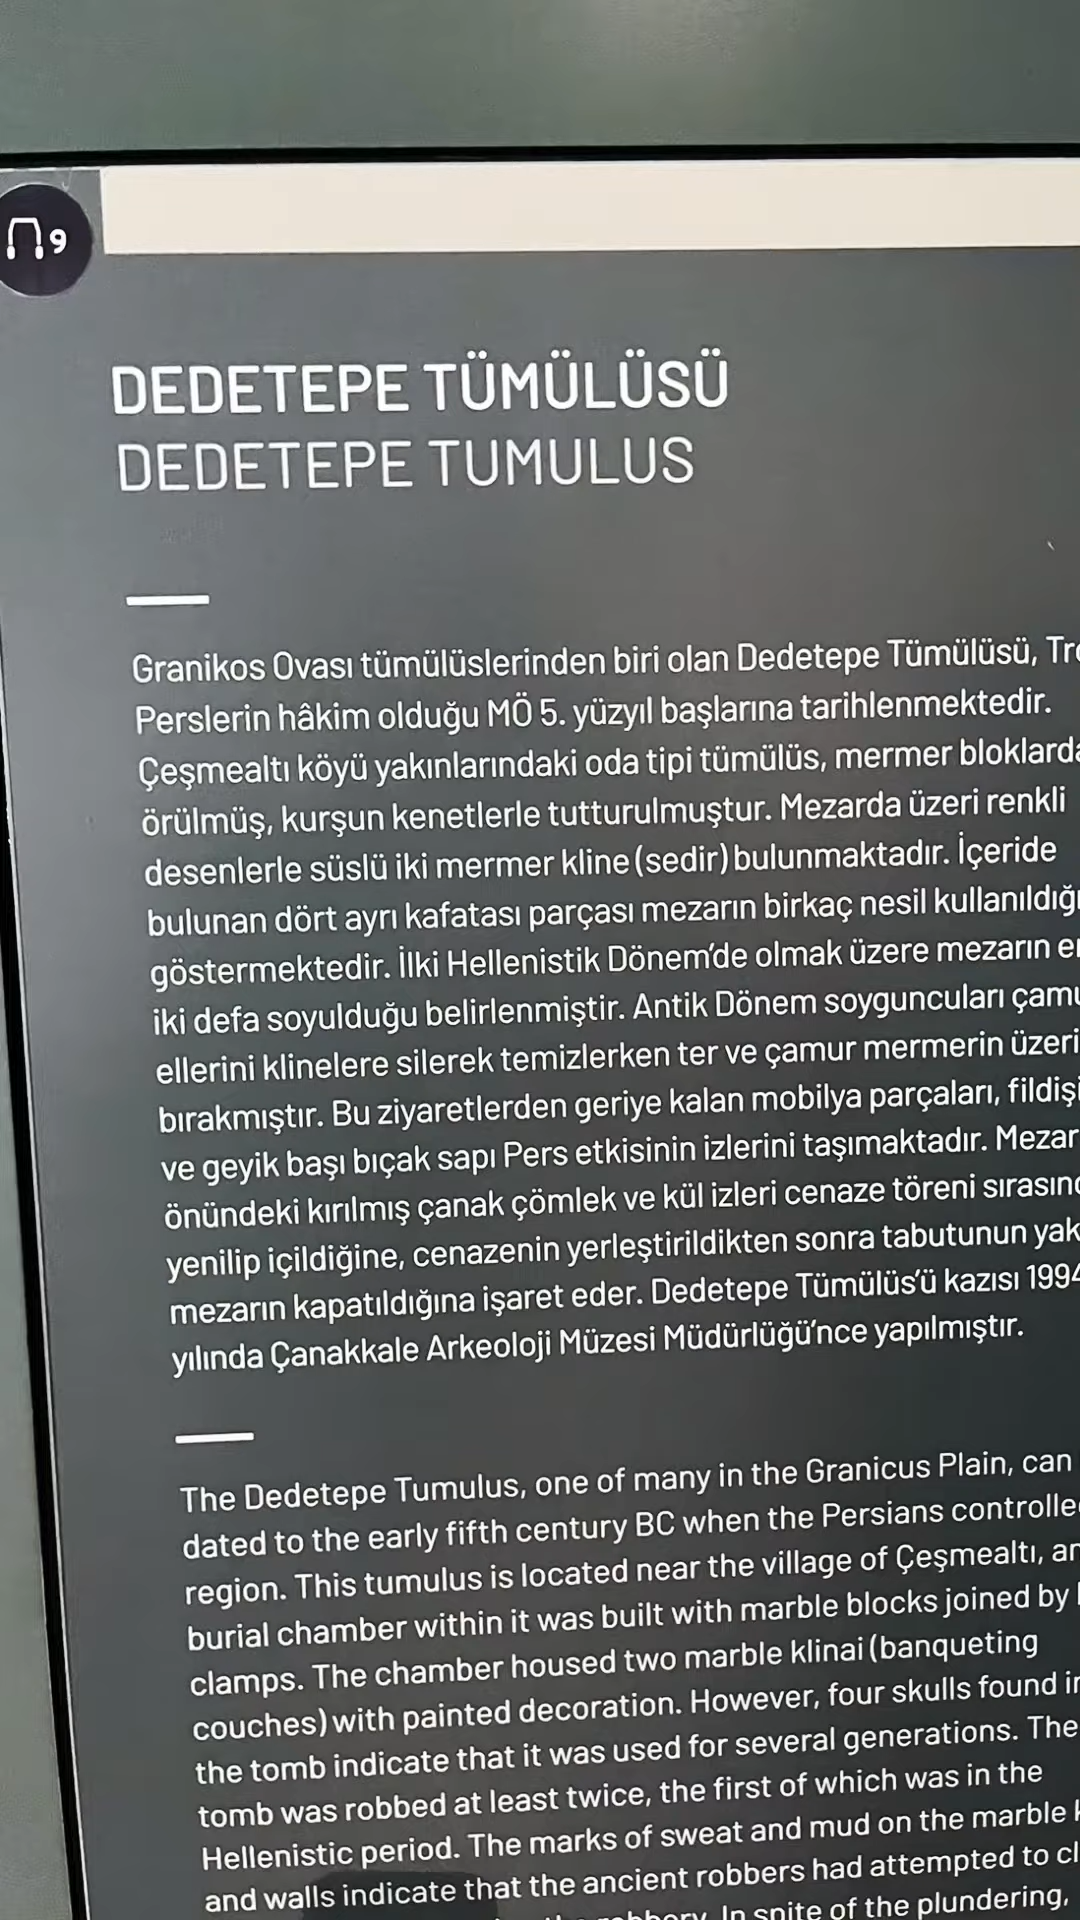 9
DEDETEPE TÜMÜLÜSÜ
DEDETEPE TUMULUS
Granikos Ovası tümülüslerinden biri olan Dedetepe Tümülüsü,
Perslerin hâkim olduğu MÖ 5. yüzyıl başlarına tarihlenmektedir.
Çeşmealtı köyü yakınlarındaki oda tipi tümülüs, mermer
örülmüş, kurşun kenetlerle tutturulmuştur. Mezarda üzeri renkli
desenlerle süslü iki mermer kline (sedir) bulunmaktadır. İçeride
bulunan dört ayrı kafatası parçası mezarın birkaç nesil
göstermektedir. İlki Hellenistik Dönem'de olmak üzere mezarın
iki defa soyulduğu belirlenmiştir. Antik Dönem soyguncuları
ellerini klinelere silerek temizlerken ter ve çamur mermerin
bırakmıştır. Bu ziyaretlerden geriye kalan mobilya parçaları,
ve geyik başı bıçak sapı Pers etkisinin izlerini taşımaktadır.
önündeki kırılmış çanak çömlek ve kül izleri cenaze töreni
yenilip içildiğine, cenazenin yerleştirildikten sonra tabutunun
mezarın kapatıldığına işaret eder. Dedetepe Tümülüs'ü kazısı 1994
yılında Çanakkale Arkeoloji Müzesi Müdürlüğü'nce yapılmıştır.
The Dedetepe Tumulus, one of many in the Granicus Plain, can
dated to the early fifth century BC when the Persians
region. This tumulus is located near the village of Çeşmealtı,
burial chamber within it was built with marble blocks joined by
clamps. The chamber housed two marble klinai (banqueting
couches) with painted decoration. However, four skulls found
the tomb indicate that it was used for several generations. The
tomb was robbed at least twice, the first of which was in the
Hellenistic period. The marks of sweat and mud on the marble
and walls indicate that the ancient robbers had attempted to
robbery. In spite of the plundering,